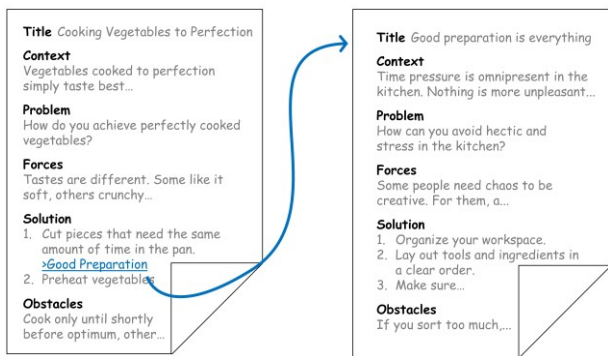 Title Cooking Vegetables to Perfection
Context
Vegetables cooked to perfection
simply taste best...
Problem
How do you achieve perfectly cooked
vegetables?
Forces
Tastes are different. Some like it
soft, others crunchy...
Solution
1. Cut pieces that need the same
amount of time in the pan.
>Good Preparation
2. Preheat vegetables
Obstacles
Cook only until shortly
before optimum, other...
Title Good preparation is everything
Context
Time pressure is omnipresent in the
kitchen. Nothing is more unpleasant...
Problem
How can you avoid hectic and
stress in the kitchen?
Forces
Some people need chaos to be
creative. For them, a...
Solution
1. Organize your workspace.
2. Lay out tools and ingredients in
a clear order.
3. Make sure...
Obstacles
If you sort too much,...